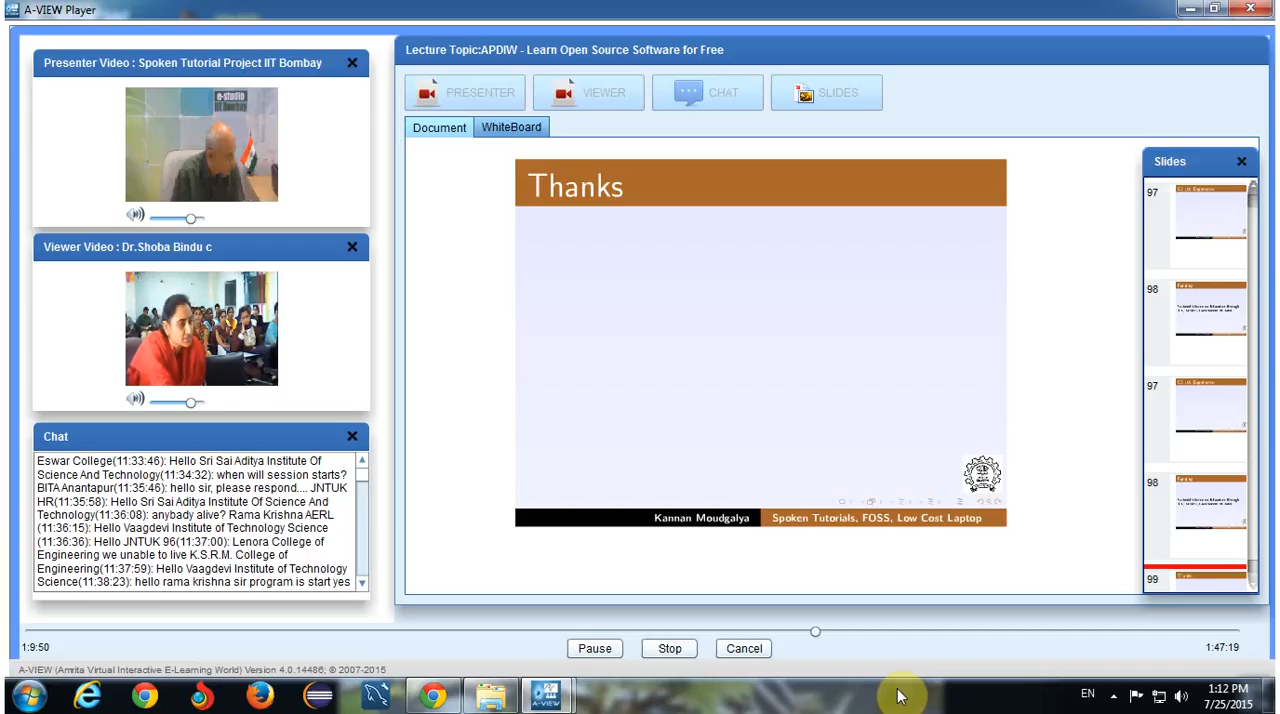 A-VIEW Player
Presenter Video : Spoken Tutorial Project IIT Bombay
e-studio
Viewer Video : Dr.Shoba Bindu c
Chat
Eswar College(11:33:46): Hello Sri Sai Aditya Institute Of
Science And Technology(11:34:32): when will session starts?
BITA Anantapur(11:35:46): hello sir, please respond.... JNTUK
HR(11:35:58): Hello Sri Sai Aditya Institute Of Science And
Technology(11:36:08): anybady alive? Rama Krishna AERL
(11:36:15): Hello Vaagdevi Institute of Technology Science
(11:36:36): Hello JNTUK 96(11:37:00): Lenora College of
Engineering we unable to live K.S.R.M. College of
Engineering(11:37:59): Hello Vaagdevi Institute of Technology
Science(11:38:23): hello rama krishna sir program is start yes
Lecture Topic:APDIW - Learn Open Source Software for Free
PRESENTER
VIEWER
CHAT
SLIDES
Document
WhiteBoard
Thanks
Kannan Moudgalya
Spoken Tutorials, FOSS, Low Cost Laptop
Slides
97
98
Funding
97
98
Funding
99
Thanks
1:9:50
Pause
Stop
Cancel
1:47:19
A-VIEW (Amrita Virtual Interactive E-Learning World) Version 4.0.14486; © 2007-2015
A-VIEW
EN
1:12 PM
7/25/2015